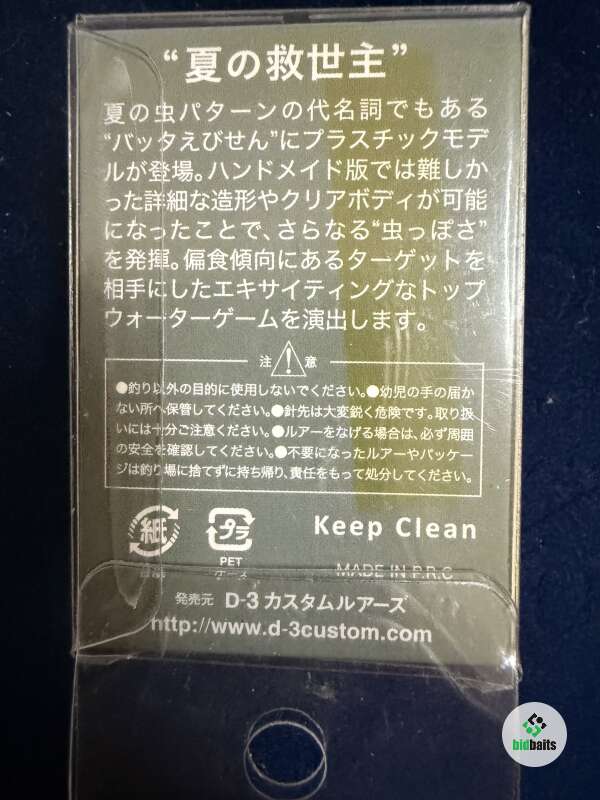 “夏の救世主”
夏の虫パターンの代名詞でもある
“バッタえびせん”にプラスチックモデ
ルが登場。ハンドメイド版では難しか
った詳細な造形やクリアボディが可能
になったことで、さらなる“虫っぽさ”
を発揮。偏食傾向にあるターゲットを
相手にしたエキサイティングなトップ
ウォーターゲームを演出します。
注 意
●釣り以外の目的に使用しないでください。●幼児の手の届か
ない所へ保管してください。●針先は大変鋭く危険です。取り扱
いには十分ご注意ください。●ルアーをなげる場合は、必ず周囲
の安全を確認してください。●不要になったルアーやパッケー
ジは釣り場に捨てずに持ち帰り、責任をもって処分してください。
紙 プラ Keep Clean
PET
ケース
MADE IN P.R.C
発売元 D-3 カスタムルアーズ
http://www.d-3custom.com
bidbaits